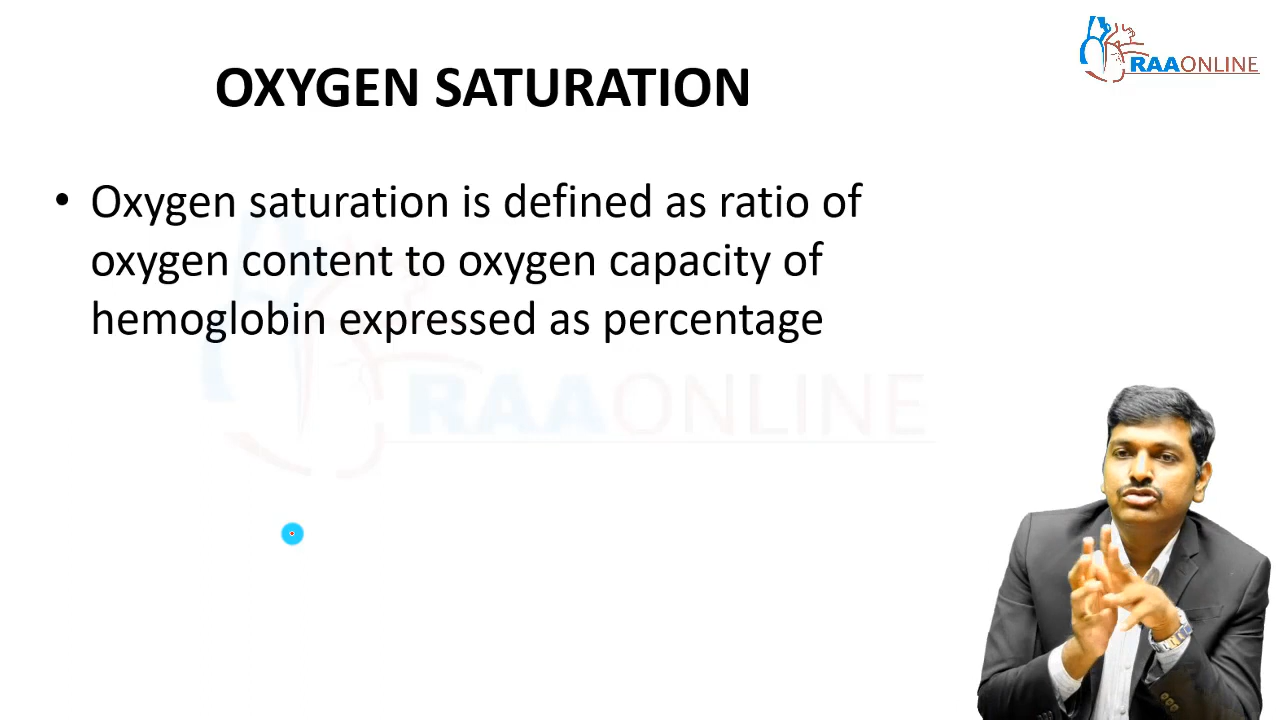 RAAONLINE
OXYGEN SATURATION
• Oxygen saturation is defined as ratio of
oxygen content to oxygen capacity of
hemoglobin expressed as percentage
RAAONLINE